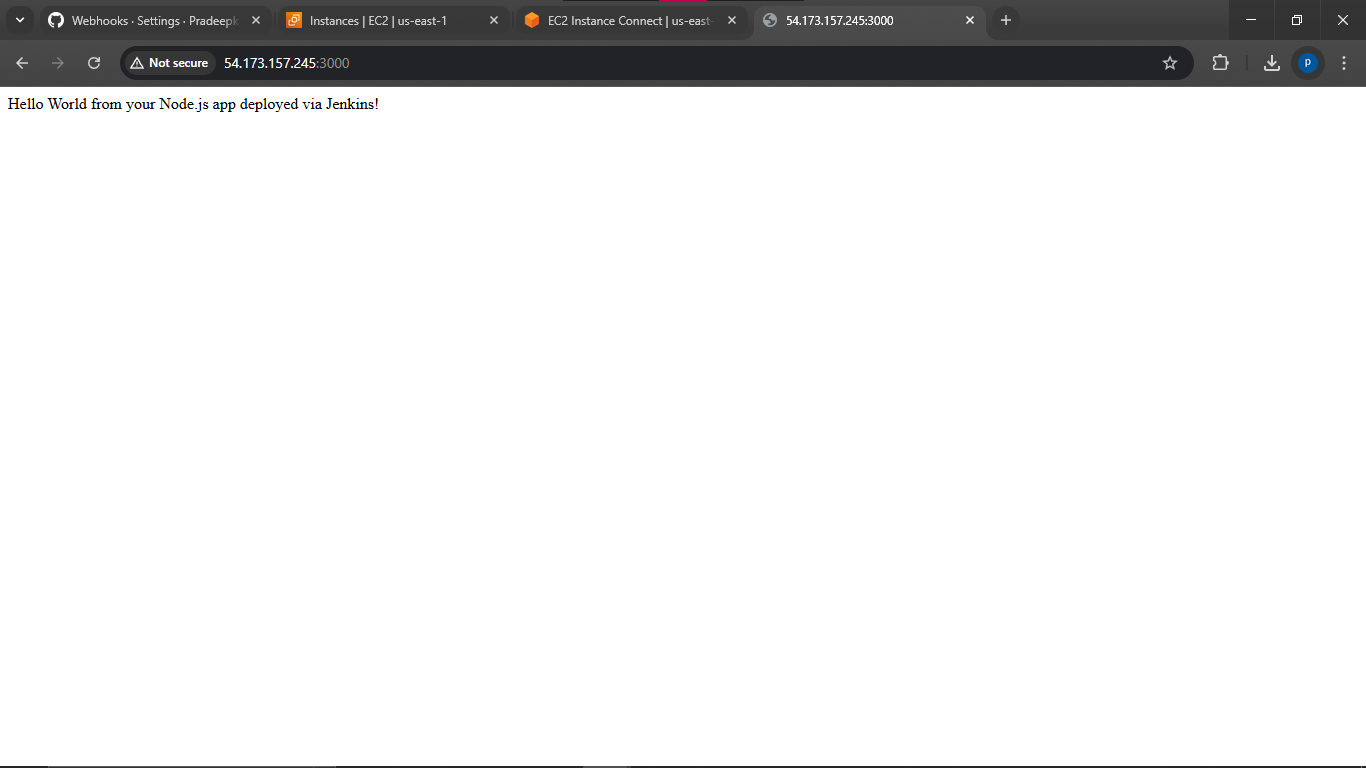 Webhooks · Settings · Pradeepk
Instances | EC2 | us-east-1
EC2 Instance Connect | us-east-
54.173.157.245:3000
Not secure
54.173.157.245:3000
p
Hello World from your Node.js app deployed via Jenkins!